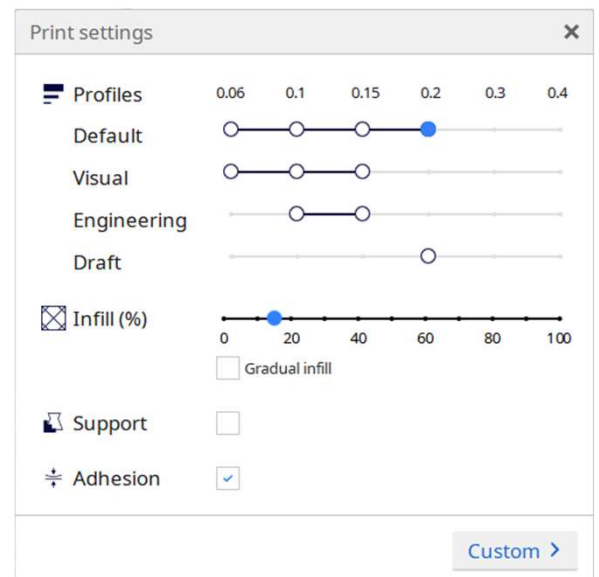 Print settings
Profiles 0.06 0.1 0.15 0.2 0.3 0.4
Default
Visual
Engineering
Draft
Infill (%)
0 20 40 60 80 100
Gradual infill
Support
Adhesion
Custom